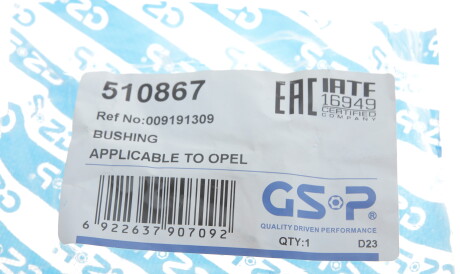 510867
Ref No:009191309
BUSHING
APPLICABLE TO OPEL
6 922637 907092
EAC IATF
16949
CERTIFIED
COMPANY
GSP®
QUALITY DRIVEN PERFORMANCE
QTY:1 D23